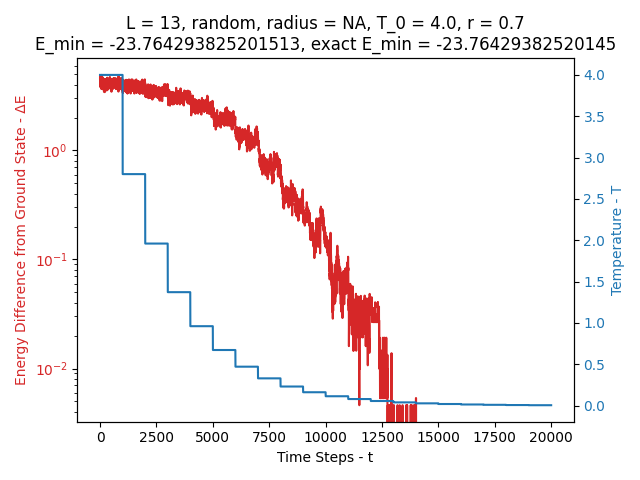 L = 13, random, radius = NA, T_0 = 4.0, r = 0.7
E_min = -23.764293825201513, exact E_min = -23.76429382520145
Energy Difference from Ground State - ΔE
10⁰
10⁻¹
10⁻²
4.0
3.5
3.0
2.5
2.0
1.5
1.0
0.5
0.0
Temperature - T
0 2500 5000 7500 10000 12500 15000 17500 20000
Time Steps - t